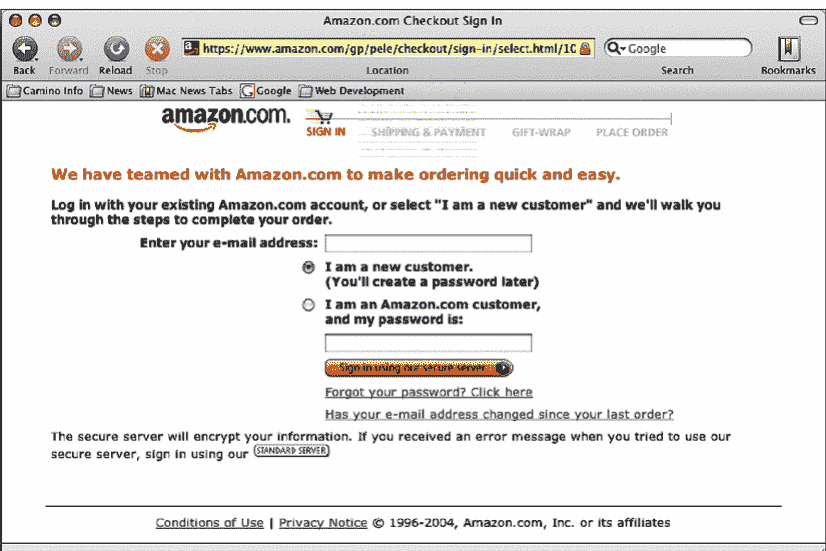 Amazon.com Checkout Sign In
https://www.amazon.com/gp/pele/checkout/sign-in/select.html/10
Google
Back Forward Reload Stop Location Search Bookmarks
Camino Info News Mac News Tabs Google Web Development
amazon.com.
SIGN IN SHIPPING & PAYMENT GIFT-WRAP PLACE ORDER
We have teamed with Amazon.com to make ordering quick and easy.
Log in with your existing Amazon.com account, or select "I am a new customer" and we'll walk you
through the steps to complete your order.
Enter your e-mail address:
I am a new customer.
(You'll create a password later)
I am an Amazon.com customer,
and my password is:
Sign in using our secure server
Forgot your password? Click here
Has your e-mail address changed since your last order?
The secure server will encrypt your information. If you received an error message when you tried to use our
secure server, sign in using our STANDARD SERVER
Conditions of Use | Privacy Notice © 1996-2004, Amazon.com, Inc. or its affiliates